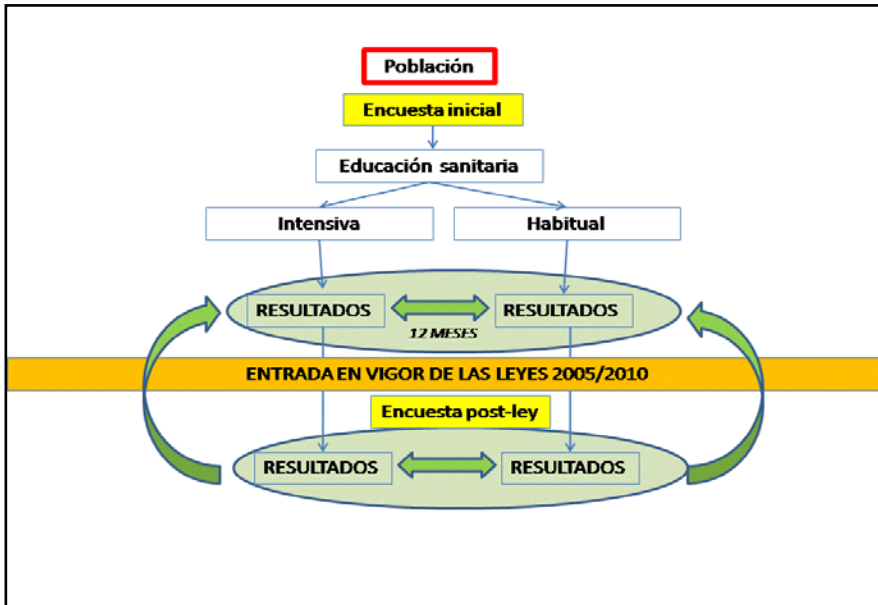 Población
Encuesta inicial
Educación sanitaria
Intensiva
Habitual
RESULTADOS
RESULTADOS
12 MESES
ENTRADA EN VIGOR DE LAS LEYES 2005/2010
Encuesta post-ley
RESULTADOS
RESULTADOS